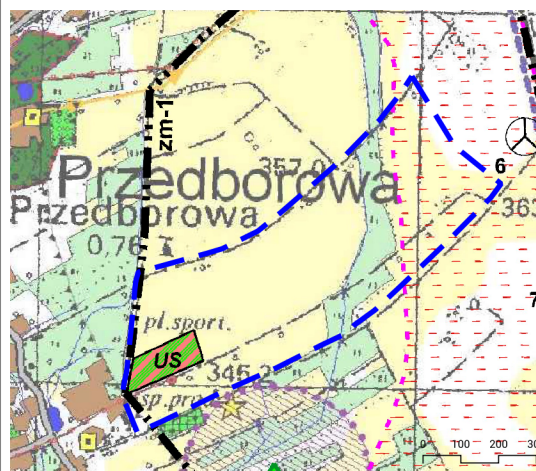 zm-1
357,0
6
Przedborowa
Przedborowa
363
0,76
7
pl.sport.
US
346,
sp.pr
0 100 200 30